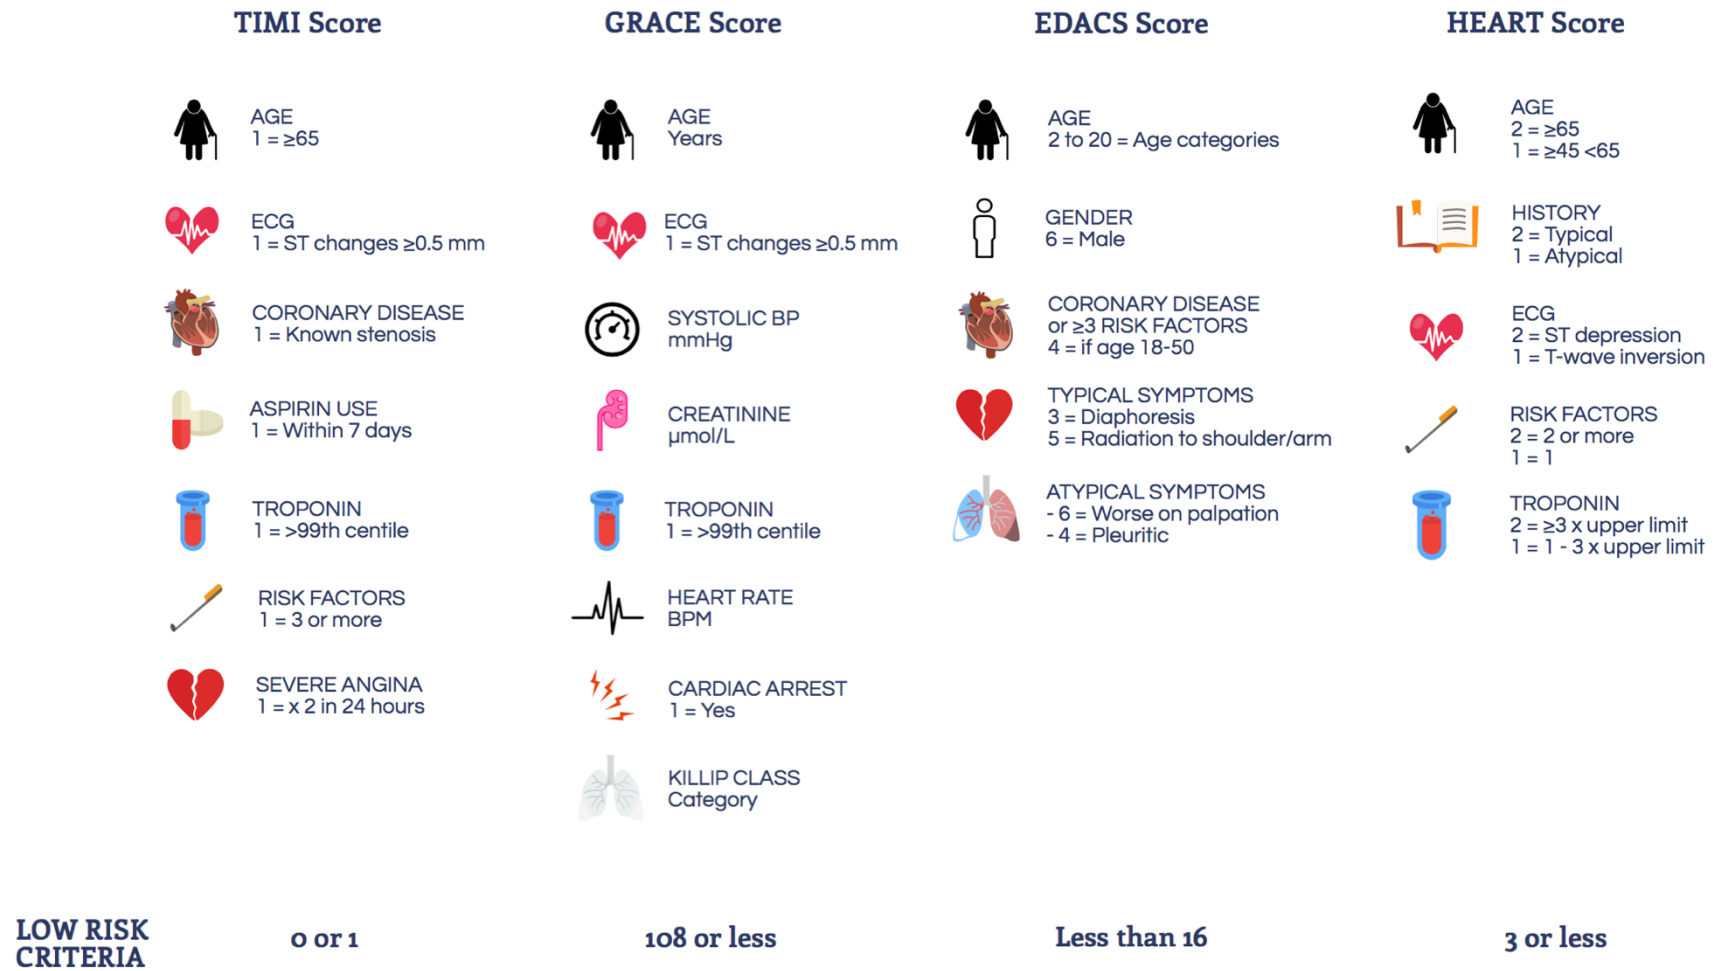 TIMI Score
AGE
1 = ≥65
ECG
1 = ST changes ≥0.5 mm
CORONARY DISEASE
1 = Known stenosis
ASPIRIN USE
1 = Within 7 days
TROPONIN
1 = >99th centile
RISK FACTORS
1 = 3 or more
SEVERE ANGINA
1 = x 2 in 24 hours
GRACE Score
AGE
Years
ECG
1 = ST changes ≥0.5 mm
SYSTOLIC BP
mmHg
CREATININE
µmol/L
TROPONIN
1 = >99th centile
HEART RATE
BPM
CARDIAC ARREST
1 = Yes
KILLIP CLASS
Category
EDACS Score
AGE
2 to 20 = Age categories
GENDER
6 = Male
CORONARY DISEASE
or ≥3 RISK FACTORS
4 = if age 18-50
TYPICAL SYMPTOMS
3 = Diaphoresis
5 = Radiation to shoulder/arm
ATYPICAL SYMPTOMS
- 6 = Worse on palpation
- 4 = Pleuritic
HEART Score
AGE
2 = ≥65
1 = ≥45 <65
HISTORY
2 = Typical
1 = Atypical
ECG
2 = ST depression
1 = T-wave inversion
RISK FACTORS
2 = 2 or more
1 = 1
TROPONIN
2 = ≥3 x upper limit
1 = 1 - 3 x upper limit
LOW RISK
CRITERIA
0 or 1
108 or less
Less than 16
3 or less